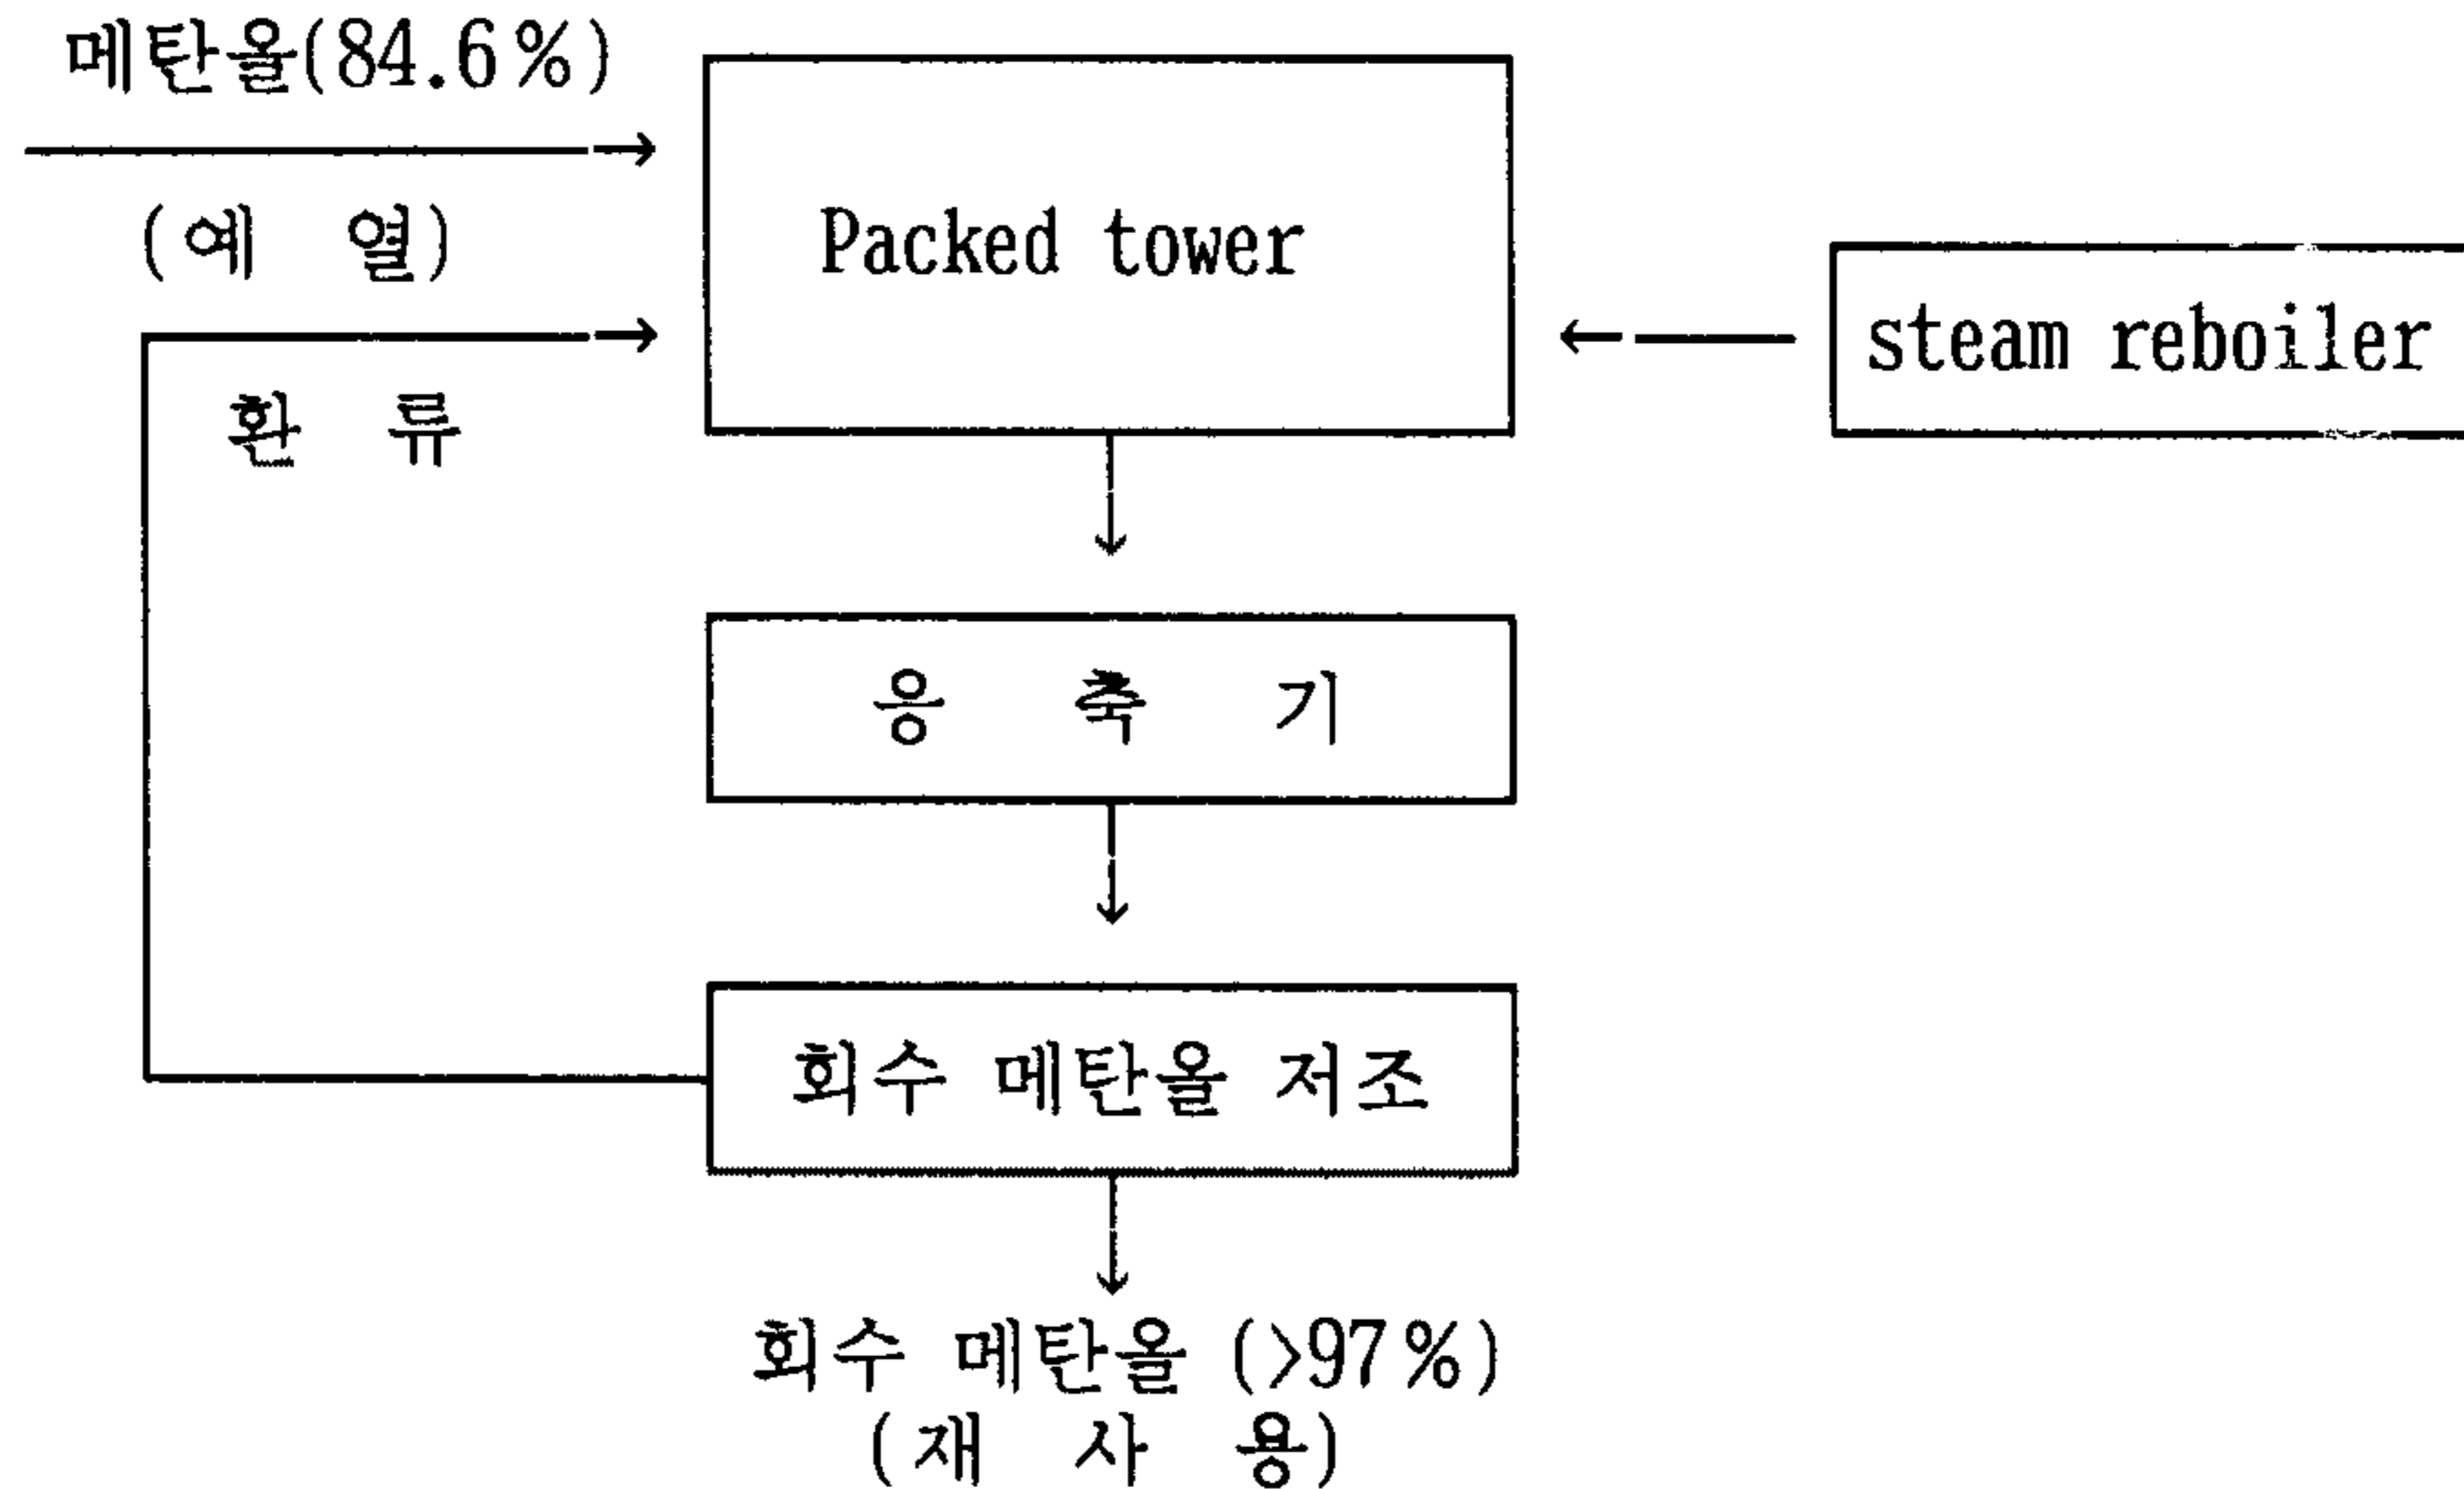 메탄올(84.6%)
(예 열)
Packed tower
steam reboiler
환 류
응 축 기
회수 메탄올 저조
회수 메탄올 (>97%)
(재 사 용)